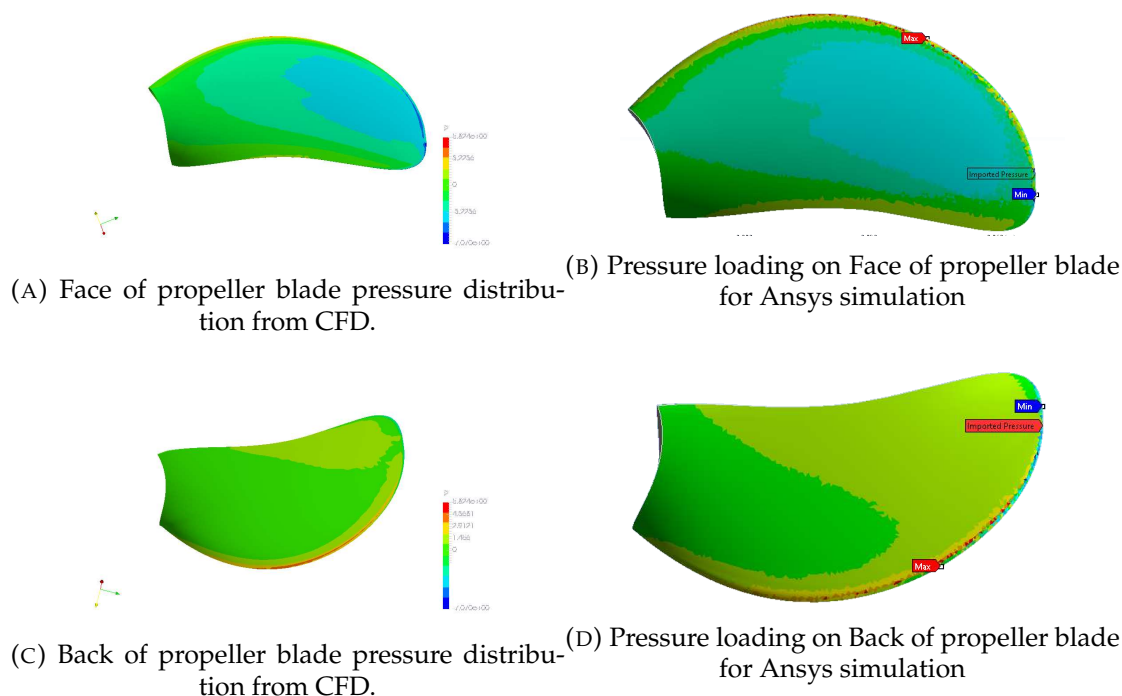 Max
Imported Pressure
Min
0
(A) Face of propeller blade pressure distribu-
tion from CFD.
(B) Pressure loading on Face of propeller blade
for Ansys simulation
Min
Imported Pressure
Max
0
(C) Back of propeller blade pressure distribu-
tion from CFD.
(D) Pressure loading on Back of propeller blade
for Ansys simulation